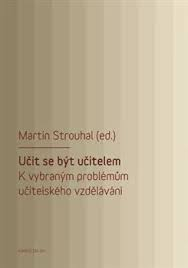 Martin Strouhal (ed.)
Učit se být učitelem
K vybraným problémům
učitelského vzdělávání